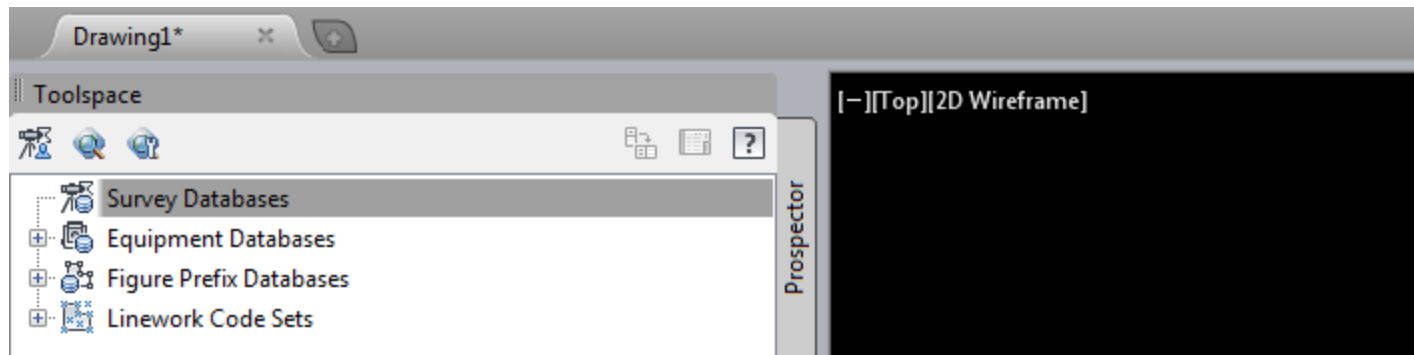 Drawing1*
Toolspace
[−][Top][2D Wireframe]
?
Survey Databases
Equipment Databases
Figure Prefix Databases
Linework Code Sets
Prospector